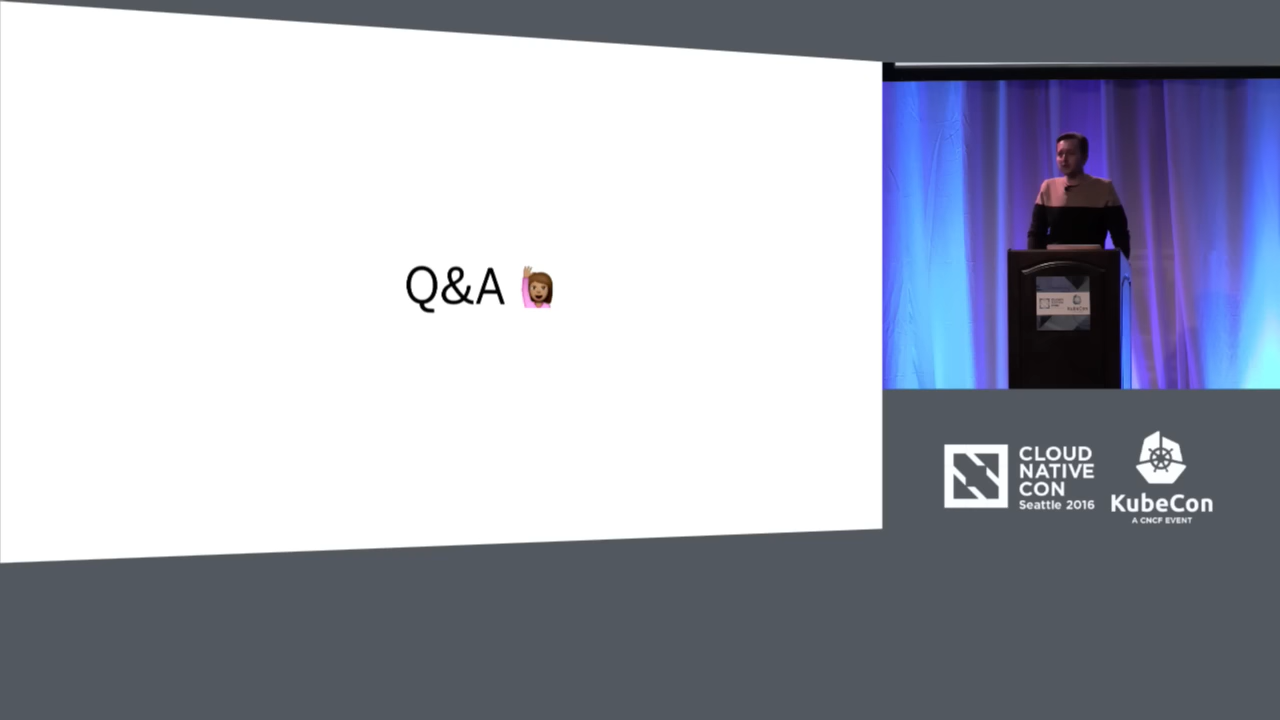 Q&A
CLOUD
NATIVE
CON
Seattle 2016
KubeCon
A CNCF EVENT